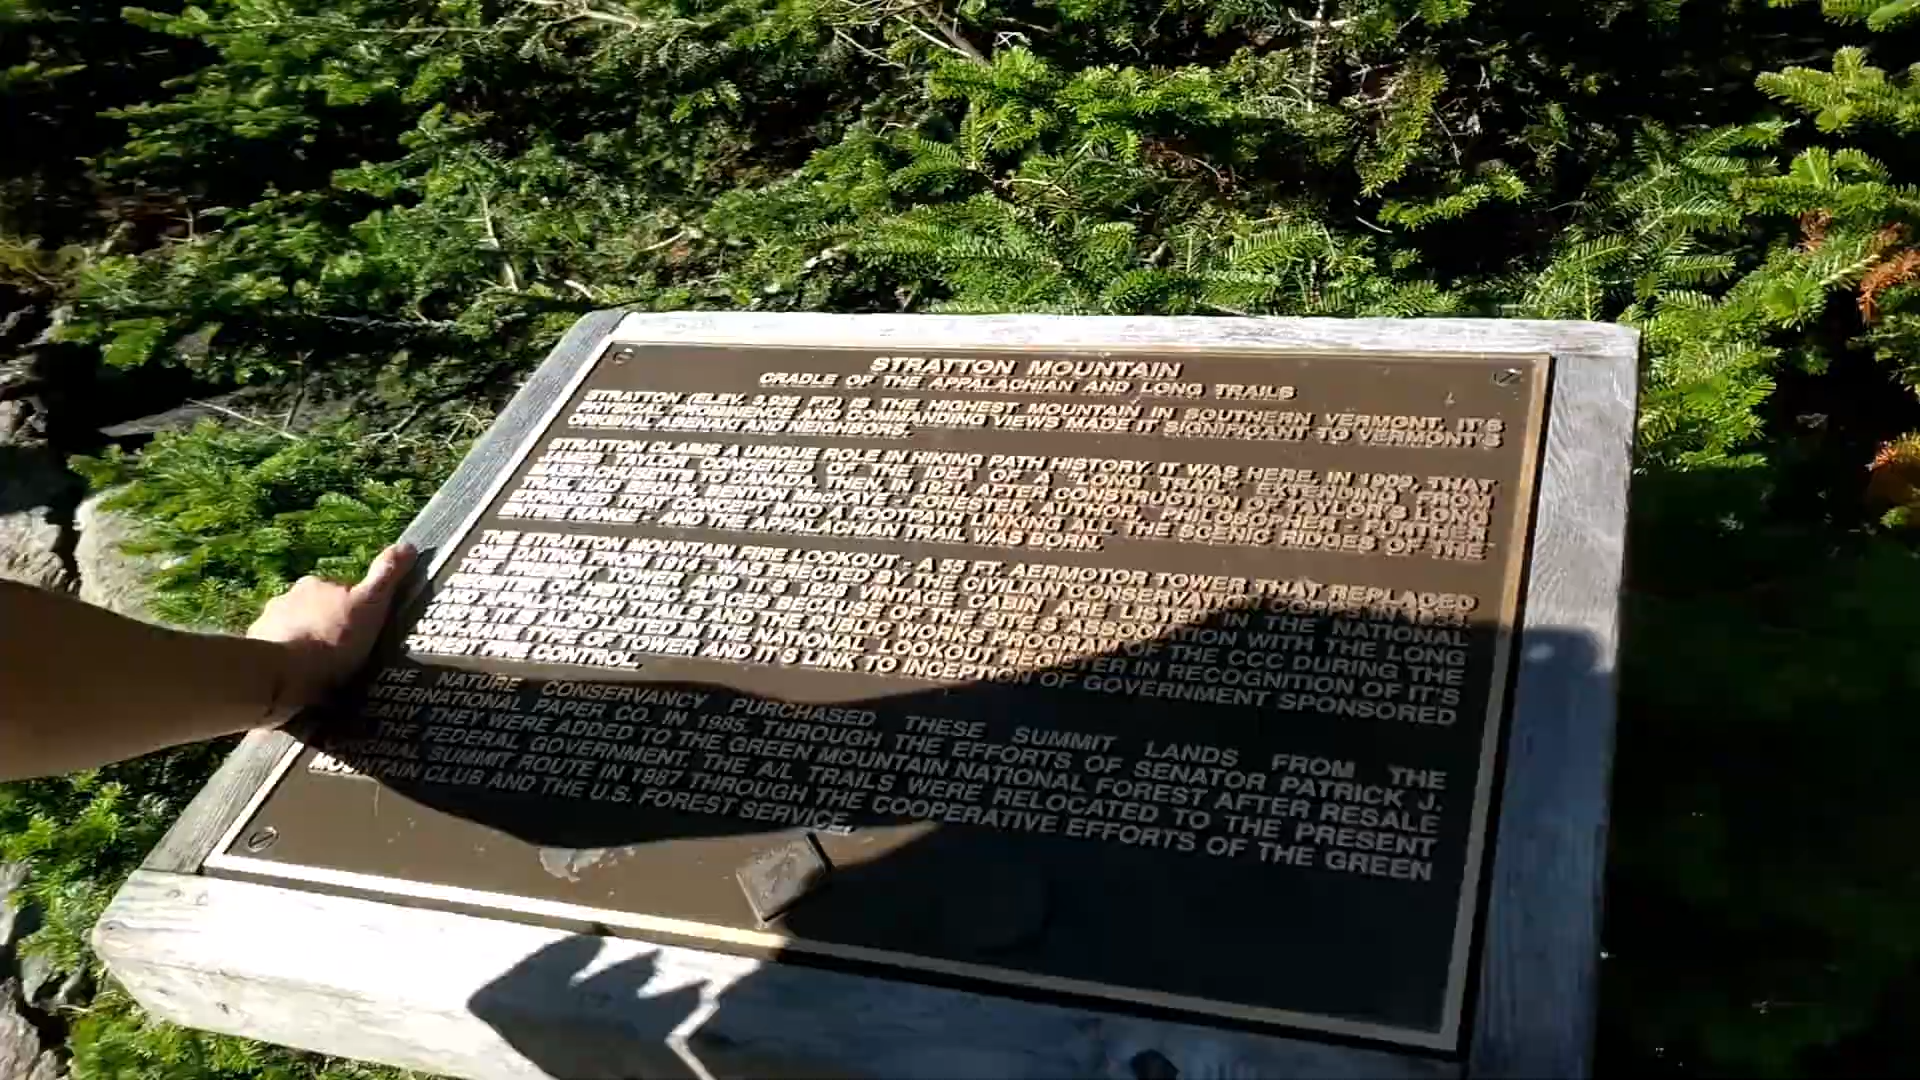 STRATTON MOUNTAIN
CRADLE OF THE APPALACHIAN AND LONG TRAILS
STRATTON (ELEV. 3,936 FT.) IS THE HIGHEST MOUNTAIN IN SOUTHERN VERMONT. IT'S
PHYSICAL PROMINENCE AND COMMANDING VIEWS MADE IT SIGNIFICANT TO VERMONT'S
ORIGINAL ABENAKI AND NEIGHBORS.
STRATTON CLAIMS A UNIQUE ROLE IN HIKING PATH HISTORY. IT WAS HERE, IN 1909, THAT
JAMES TAYLOR CONCEIVED OF THE IDEA OF A "LONG TRAIL" EXTENDING FROM
MASSACHUSETTS TO CANADA. THEN, IN 1921, AFTER CONSTRUCTION OF TAYLOR'S LONG
TRAIL HAD BEGUN, BENTON MacKAYE - FORESTER, AUTHOR, PHILOSOPHER - FURTHER
EXPANDED THAT CONCEPT INTO A FOOTPATH LINKING ALL THE SCENIC RIDGES OF THE
ENTIRE RANGE - AND THE APPALACHIAN TRAIL WAS BORN.
THE STRATTON MOUNTAIN FIRE LOOKOUT - A 55 FT. AERMOTOR TOWER THAT REPLACED
ONE DATING FROM 1914 - WAS ERECTED BY THE CIVILIAN CONSERVATION CORPS IN 1934.
THE PRESENT TOWER AND IT'S 1928 VINTAGE CABIN ARE LISTED IN THE NATIONAL
REGISTER OF HISTORIC PLACES BECAUSE OF THE SITE'S ASSOCIATION WITH THE LONG
AND APPALACHIAN TRAILS AND THE PUBLIC WORKS PROGRAM OF THE CCC DURING THE
1930'S. IT IS ALSO LISTED IN THE NATIONAL LOOKOUT REGISTER IN RECOGNITION OF IT'S
NOW-RARE TYPE OF TOWER AND IT'S LINK TO INCEPTION OF GOVERNMENT SPONSORED
FOREST FIRE CONTROL.
THE NATURE CONSERVANCY PURCHASED THESE SUMMIT LANDS FROM THE
INTERNATIONAL PAPER CO. IN 1985. THROUGH THE EFFORTS OF SENATOR PATRICK J.
LEAHY THEY WERE ADDED TO THE GREEN MOUNTAIN NATIONAL FOREST AFTER RESALE
TO THE FEDERAL GOVERNMENT. THE A/L TRAILS WERE RELOCATED TO THE PRESENT
ORIGINAL SUMMIT ROUTE IN 1987 THROUGH THE COOPERATIVE EFFORTS OF THE GREEN
MOUNTAIN CLUB AND THE U.S. FOREST SERVICE.